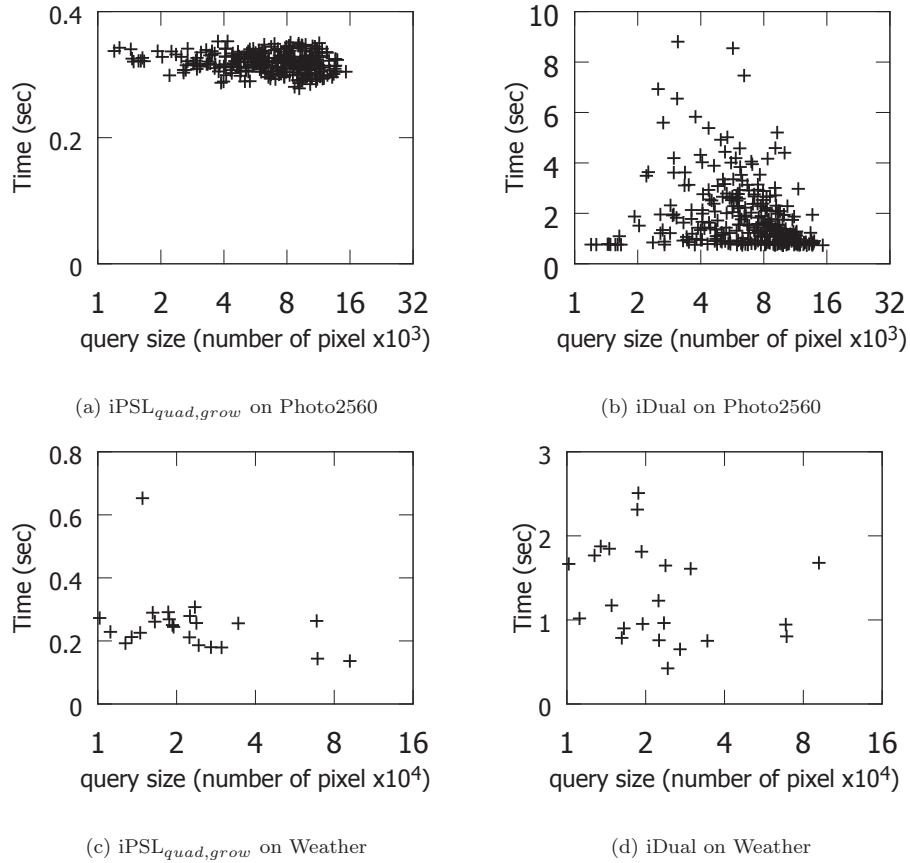 0.4
0.2
0
Time (sec)
1 2 4 8 16 32
query size (number of pixel x10³)
(a) iPSL_{quad,grow} on Photo2560
10
8
6
4
2
0
Time (sec)
1 2 4 8 16 32
query size (number of pixel x10³)
(b) iDual on Photo2560
0.8
0.6
0.4
0.2
0
Time (sec)
1 2 4 8 16
query size (number of pixel x10⁴)
(c) iPSL_{quad,grow} on Weather
3
2
1
0
Time (sec)
1 2 4 8 16
query size (number of pixel x10⁴)
(d) iDual on Weather